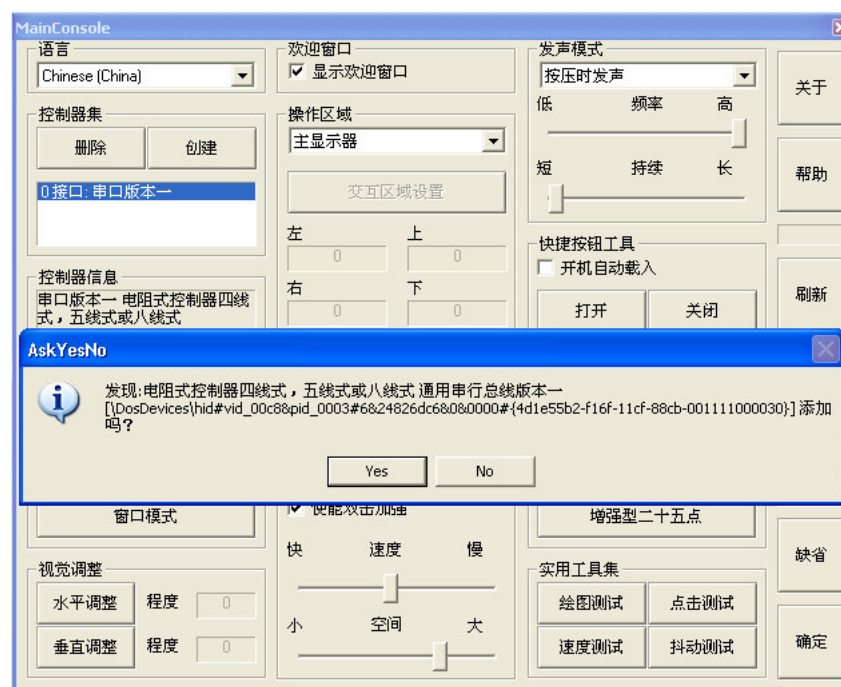 MainConsole
语言
Chinese (China)
控制器集
删除
创建
0 接口: 串口版本一
控制器信息
串口版本一 电阻式控制器四线
式，五线式或八线式
欢迎窗口
显示欢迎窗口
操作区域
主显示器
交互区域设置
左
上
0
0
右
下
0
0
发声模式
按压时发声
低
频率
高
短
持续
长
快捷按钮工具
开机自动载入
打开
关闭
关于
帮助
刷新
AskYesNo
发现:电阻式控制器四线式，五线式或八线式 通用串行总线版本一
[\DosDevices\hid#vid_00c8&pid_0003#6&24826dc6&0&0000#{4d1e55b2-f16f-11cf-88cb-001111000030}] 添加
吗?
Yes
No
窗口模式
视觉调整
水平调整
程度
0
垂直调整
程度
0
使能双击加强
快
速度
慢
小
空间
大
增强型二十五点
实用工具集
绘图测试
点击测试
速度测试
抖动测试
缺省
确定